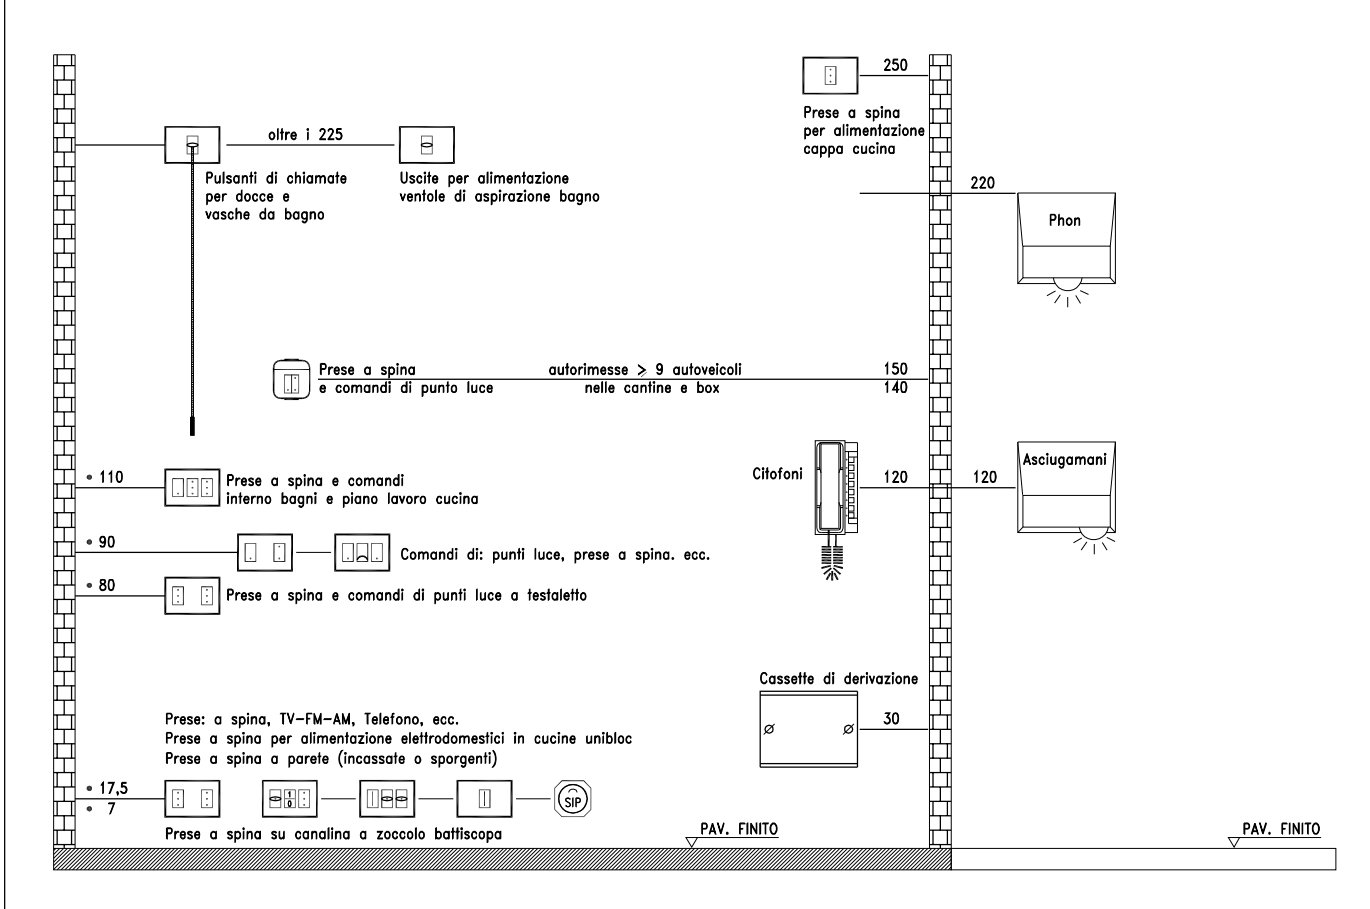 250
Prese a spina
per alimentazione
cappa cucina
oltre i 225
Pulsanti di chiamate
per docce e
vasche da bagno
Uscite per alimentazione
ventole di aspirazione bagno
220
Phon
Prese a spina
e comandi di punto luce
autorimesse ⩾ 9 autoveicoli
nelle cantine e box
150
140
• 110
Prese a spina e comandi
interno bagni e piano lavoro cucina
Citofoni
120
120
Asciugamani
• 90
Comandi di: punti luce, prese a spina. ecc.
• 80
Prese a spina e comandi di punti luce a testaletto
Cassette di derivazione
30
Prese: a spina, TV-FM-AM, Telefono, ecc.
Prese a spina per alimentazione elettrodomestici in cucine unibloc
Prese a spina a parete (incassate o sporgenti)
• 17,5
• 7
1
0
SIP
Prese a spina su canalina a zoccolo battiscopa
PAV. FINITO
PAV. FINITO